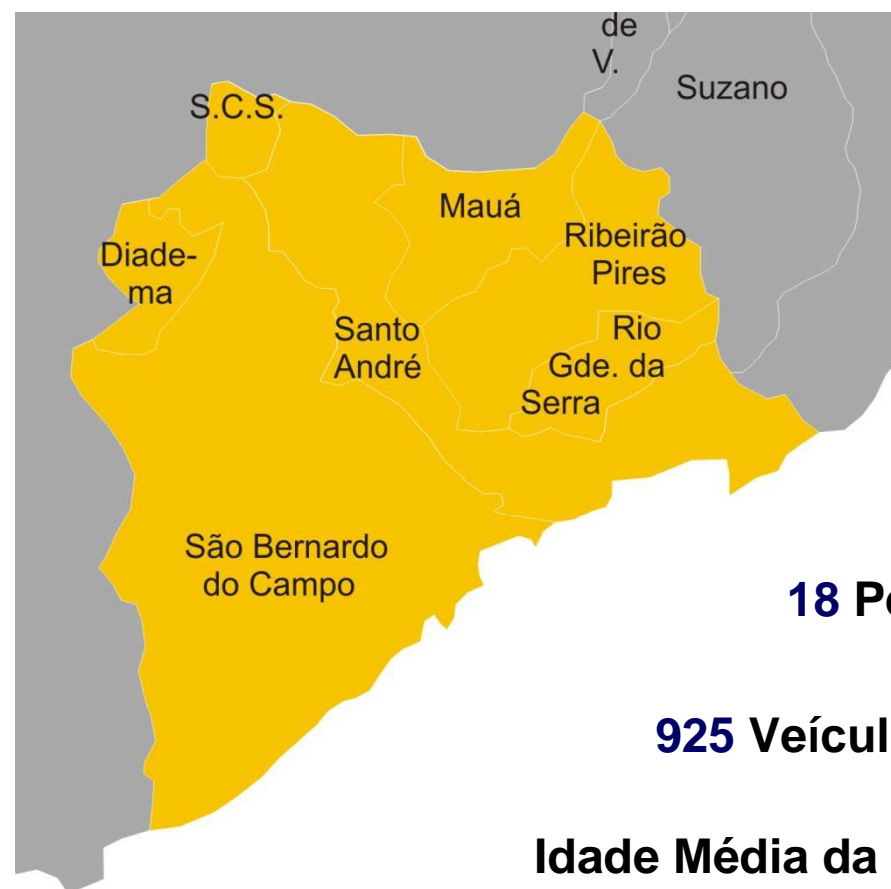 de
V.
Suzano
S.C.S.
Mauá
Ribeirão
Pires
Diade-
ma
Santo
André
Rio
Gde. da
Serra
São Bernardo
do Campo
18
925
Idade Média da